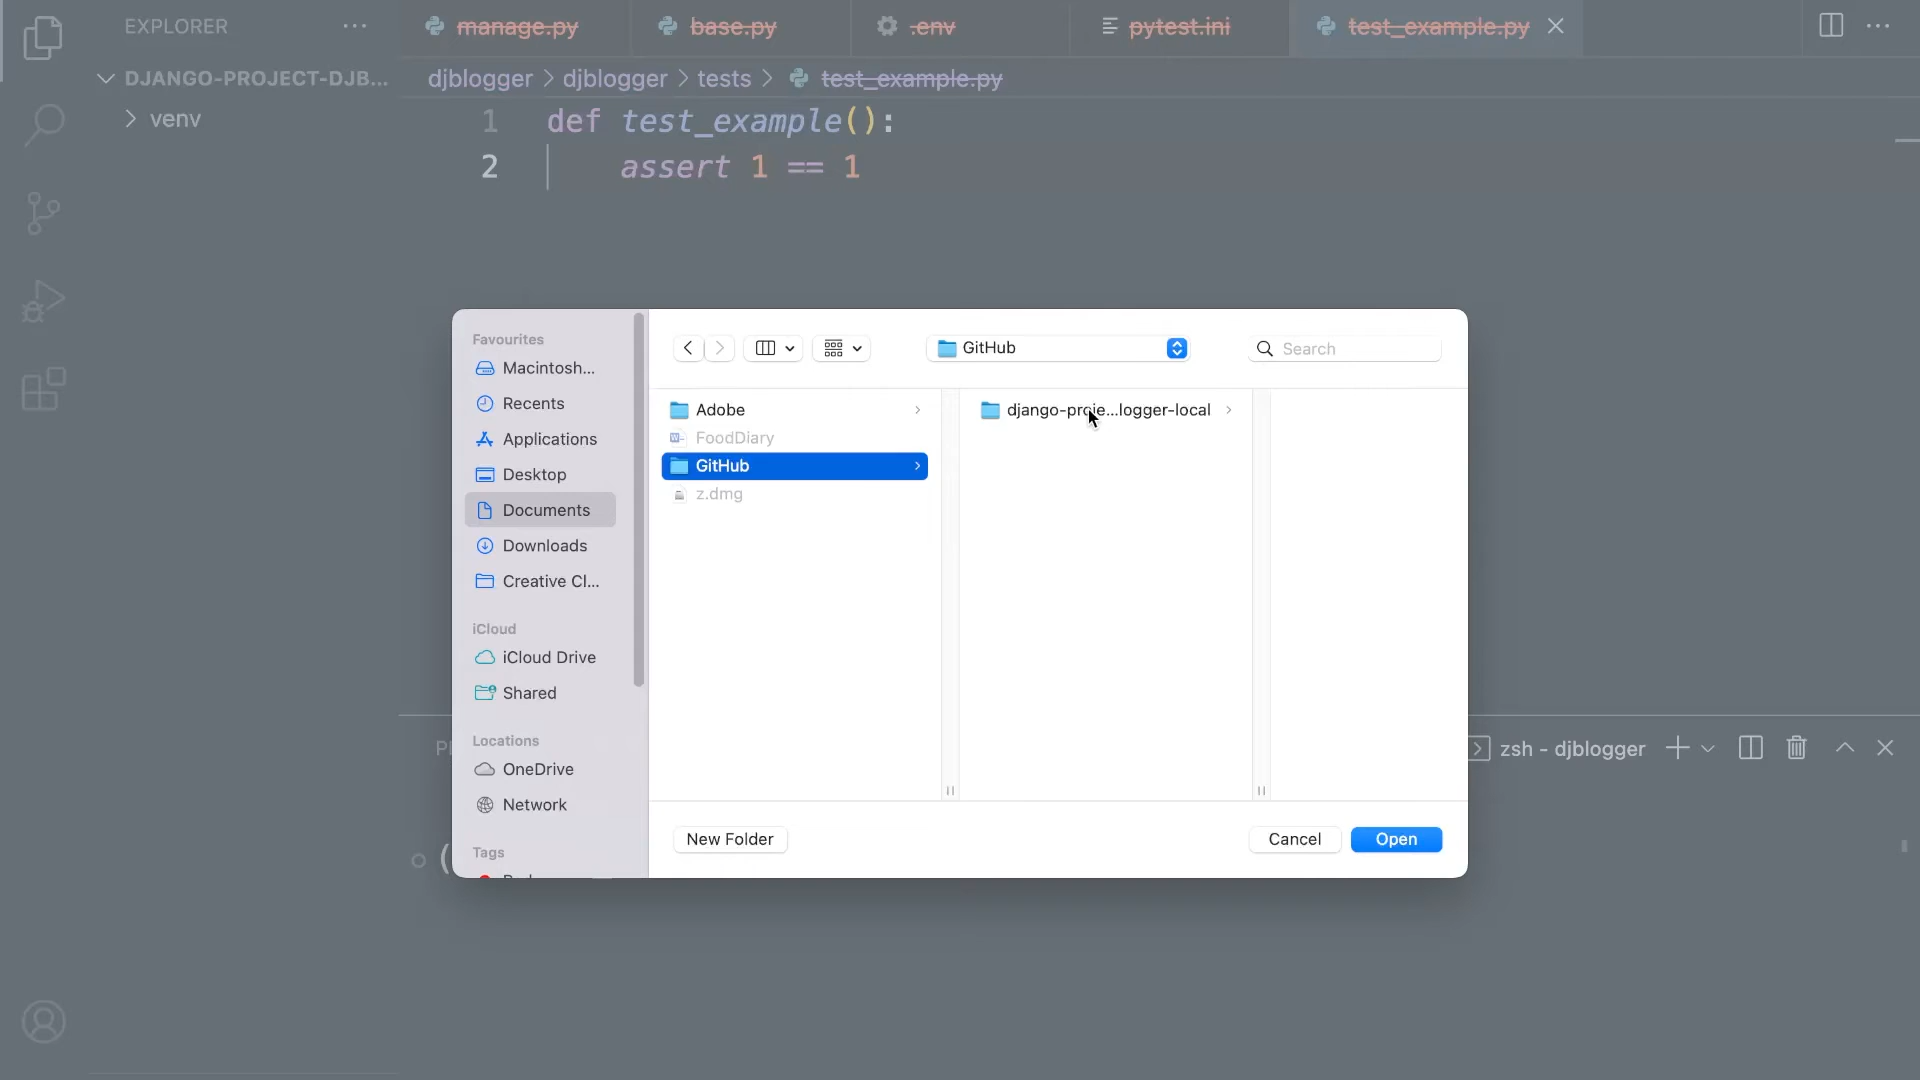 EXPLORER
manage.py
base.py
.env
pytest.ini
test_example.py
DJANGO-PROJECT-DJB...
venv
djblogger > djblogger > tests > test_example.py
1 def test_example():
2 assert 1 == 1
Favourites
Macintosh...
Recents
Applications
Desktop
Documents
Downloads
Creative Cl...
iCloud
iCloud Drive
Shared
Locations
OneDrive
Network
Tags
GitHub
Search
Adobe
FoodDiary
GitHub
z.dmg
django-proje...logger-local
New Folder
Cancel
Open
zsh - djblogger
(